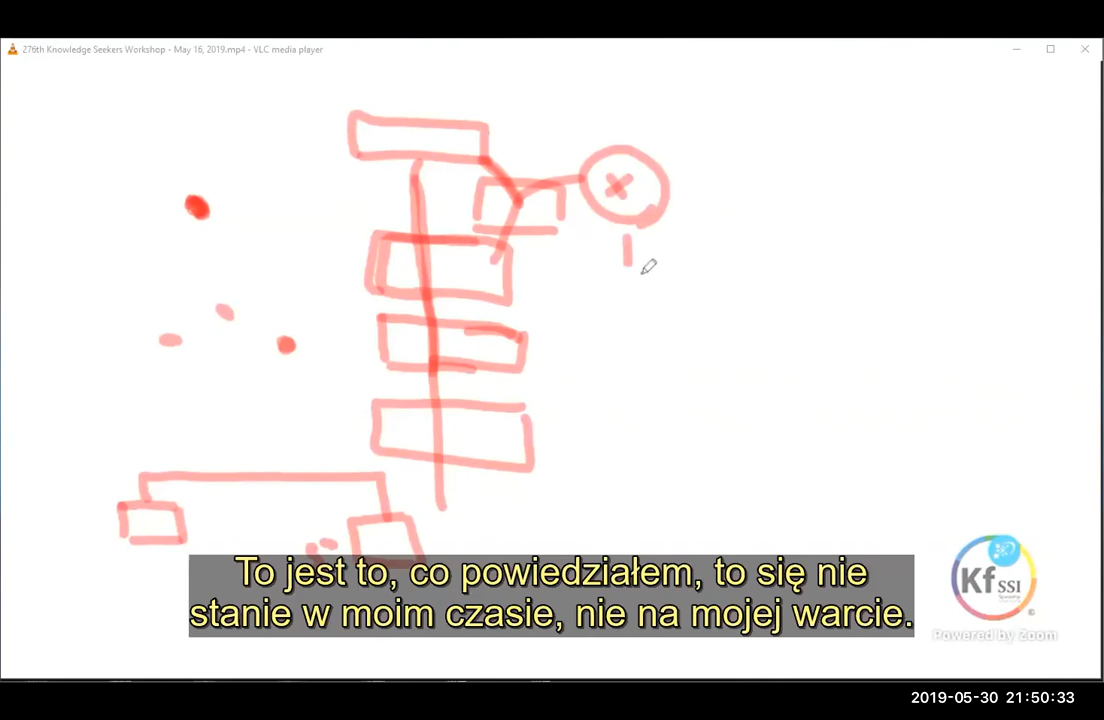 276th Knowledge Seekers Workshop - May 16, 2019.mp4 - VLC media player
To jest to, co powiedziałem, to się nie
stanie w moim czasie, nie na mojej warcie.
Kf SSI
Powered by Zoom
2019-05-30 21:50:33